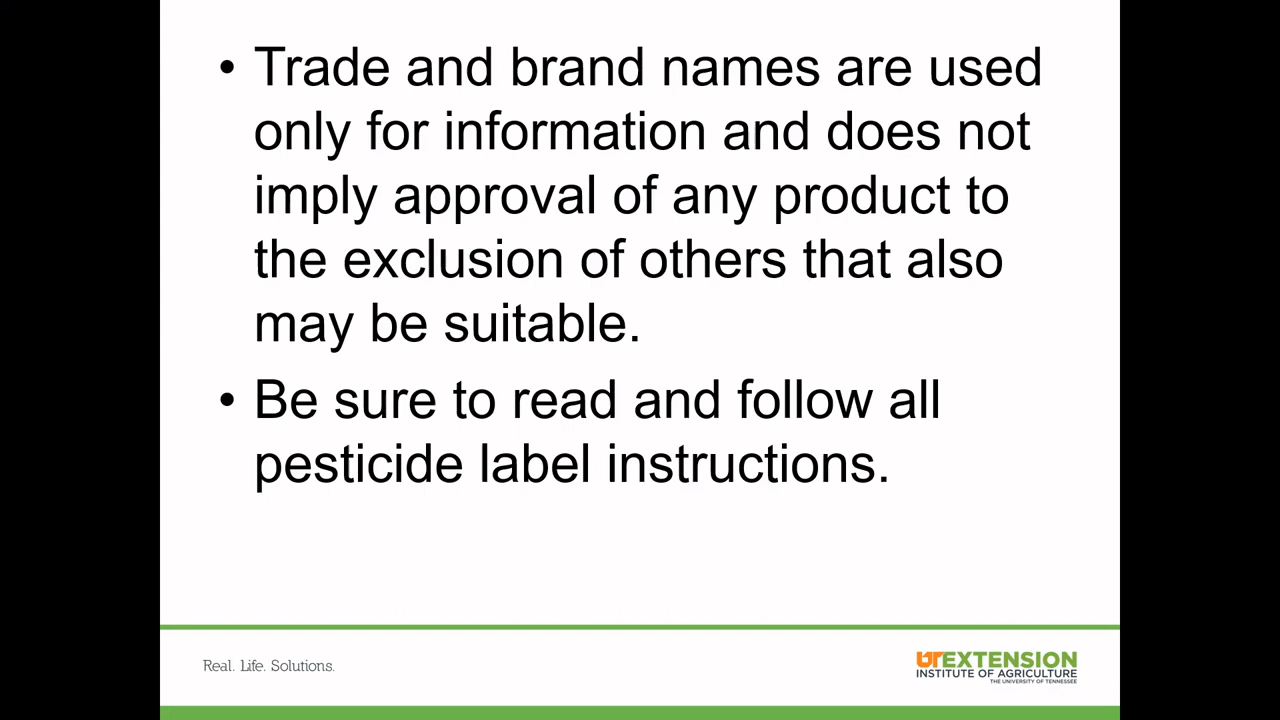 • Trade and brand names are used
only for information and does not
imply approval of any product to
the exclusion of others that also
may be suitable.
• Be sure to read and follow all
pesticide label instructions.
Real. Life. Solutions.
UT EXTENSION
INSTITUTE OF AGRICULTURE
THE UNIVERSITY OF TENNESSEE